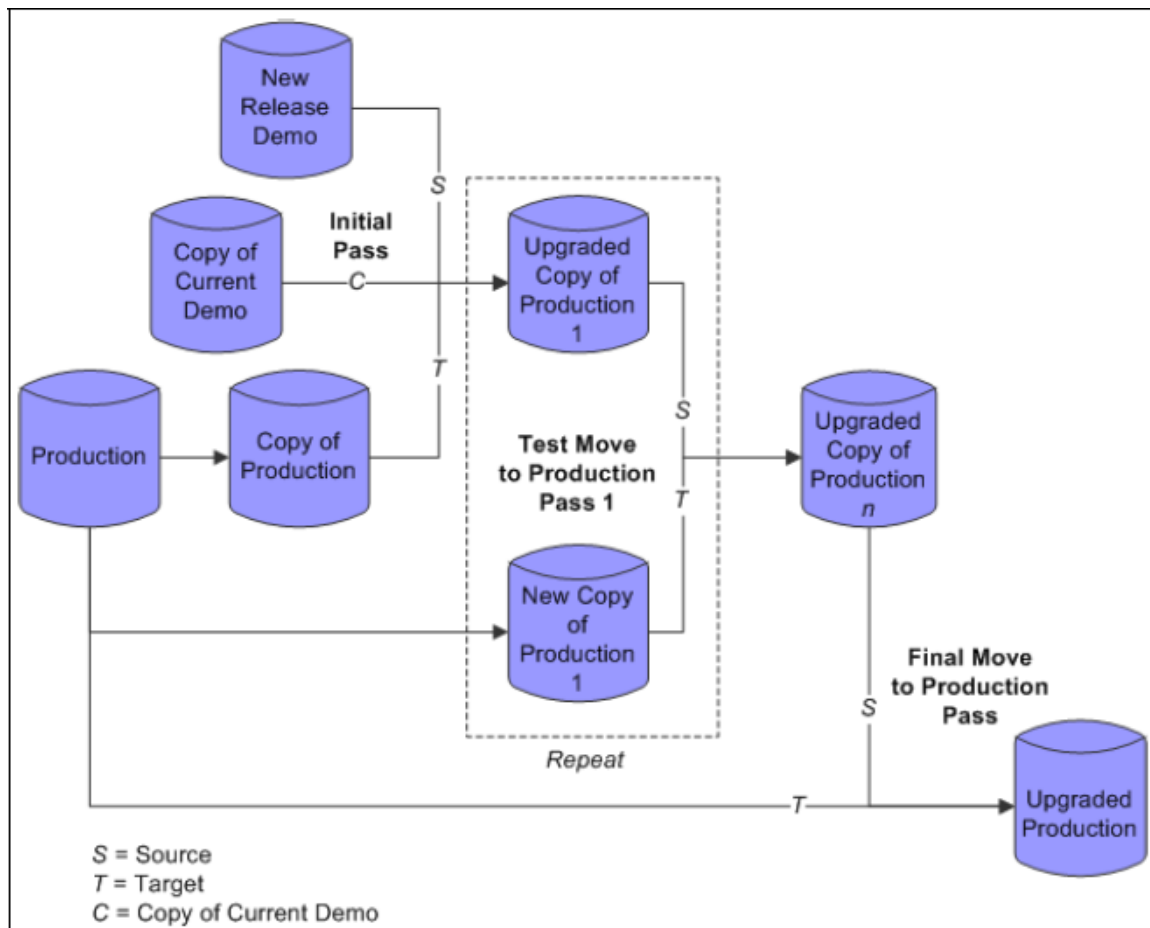 New
Release
Demo
S
Initial
Pass
Copy of
Current
Demo
C
Upgraded
Copy of
Production
1
T
Production
Copy of
Production
S
Test Move
to Production
Pass 1
T
Upgraded
Copy of
Production
n
New Copy
of
Production
1
Final Move
to Production
Pass
S
Repeat
T
Upgraded
Production
S = Source
T = Target
C = Copy of Current Demo